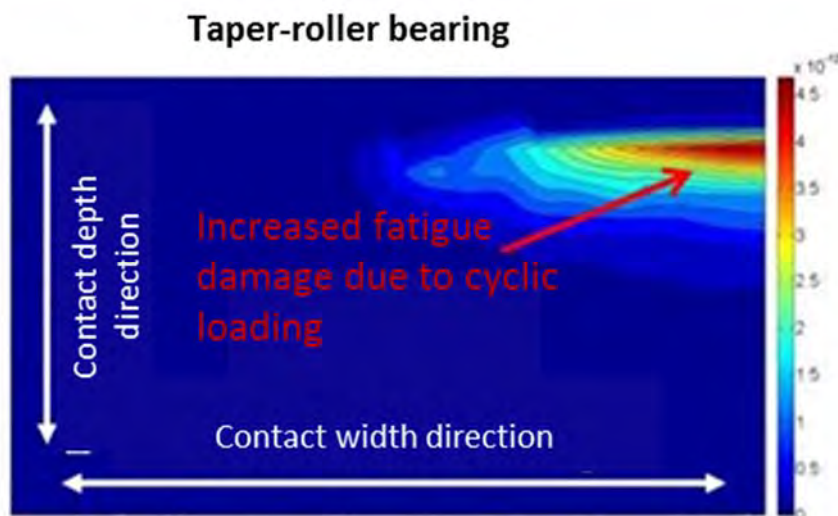 Taper-roller bearing
Contact depth
direction
Increased fatigue
damage due to cyclic
loading
Contact width direction
4.5
4
3.5
3
2.5
2
1.5
1
0.5
0